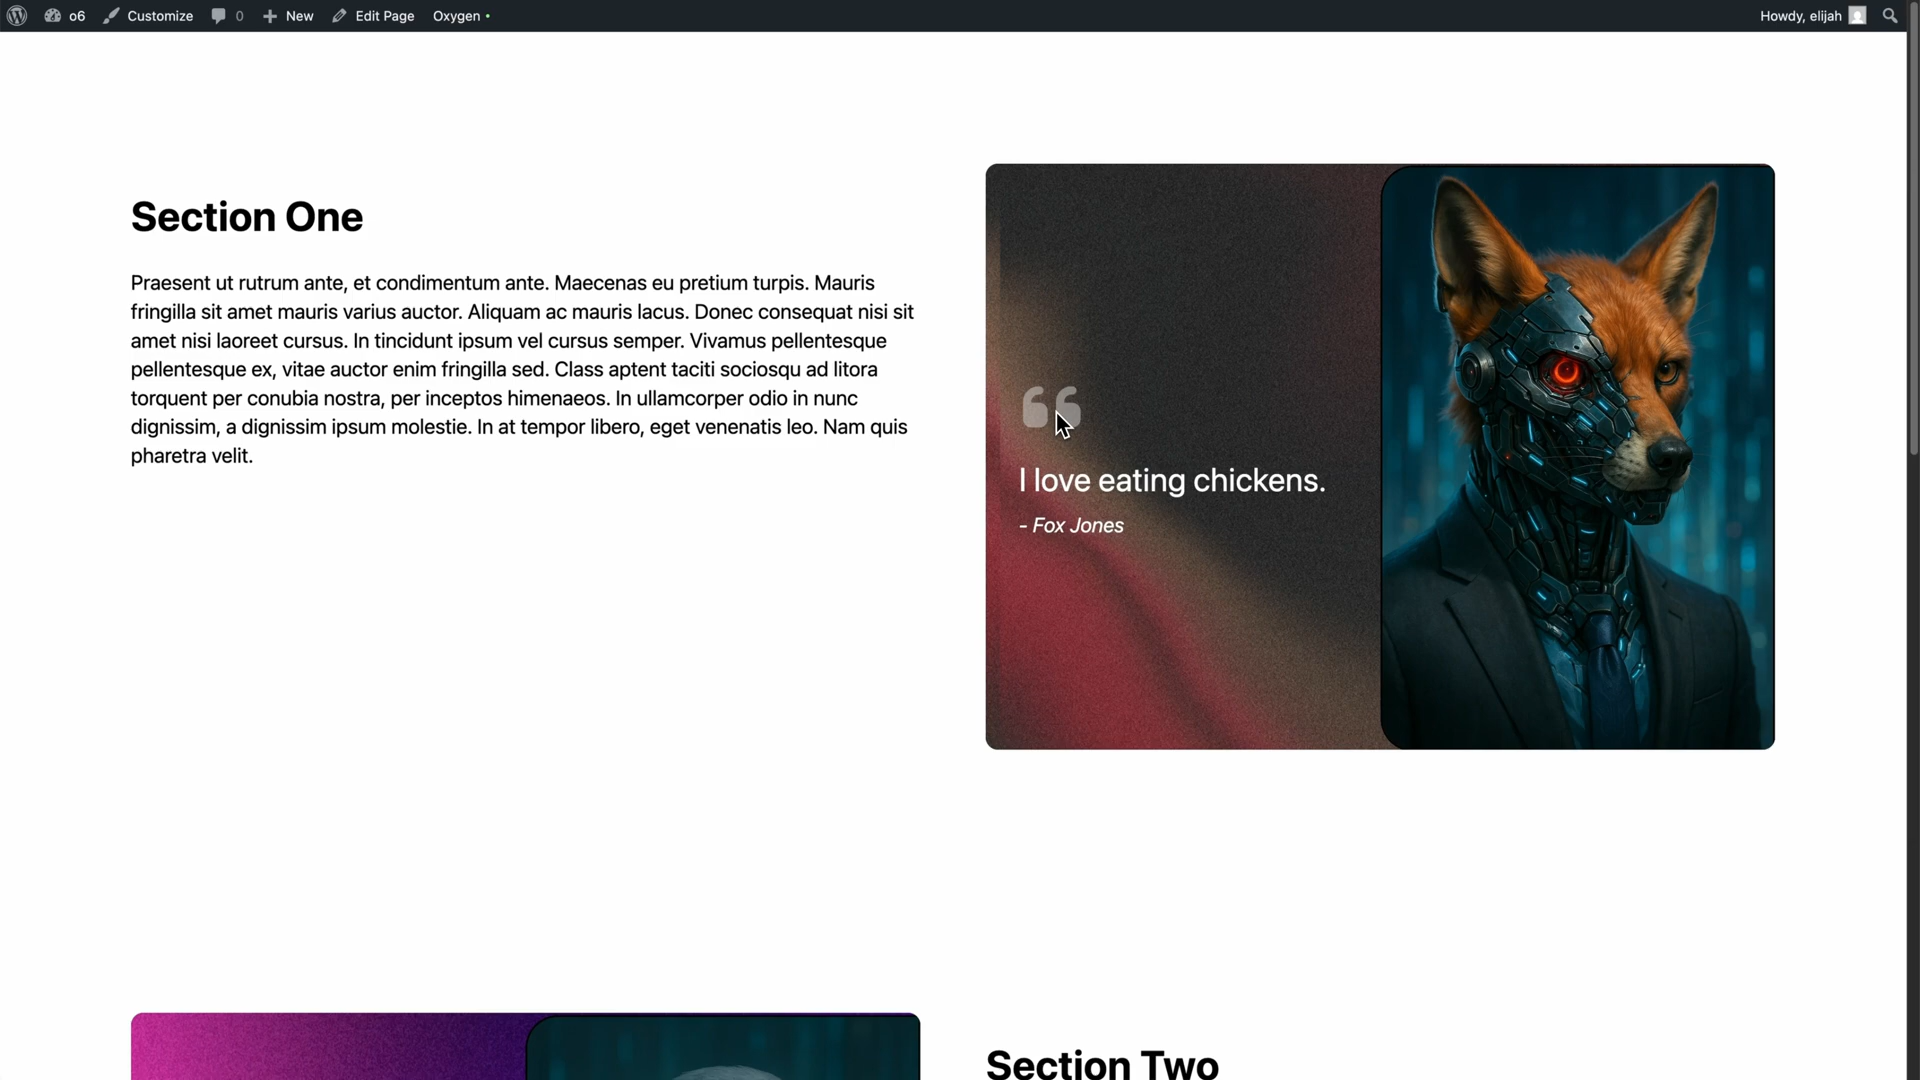 o6
Customize
0
New
Edit Page
Oxygen
Howdy, elijah
Section One
Praesent ut rutrum ante, et condimentum ante. Maecenas eu pretium turpis. Mauris
fringilla sit amet mauris varius auctor. Aliquam ac mauris lacus. Donec consequat nisi sit
amet nisi laoreet cursus. In tincidunt ipsum vel cursus semper. Vivamus pellentesque
pellentesque ex, vitae auctor enim fringilla sed. Class aptent taciti sociosqu ad litora
torquent per conubia nostra, per inceptos himenaeos. In ullamcorper odio in nunc
dignissim, a dignissim ipsum molestie. In at tempor libero, eget venenatis leo. Nam quis
pharetra velit.
“
I love eating chickens.
- Fox Jones
Section Two